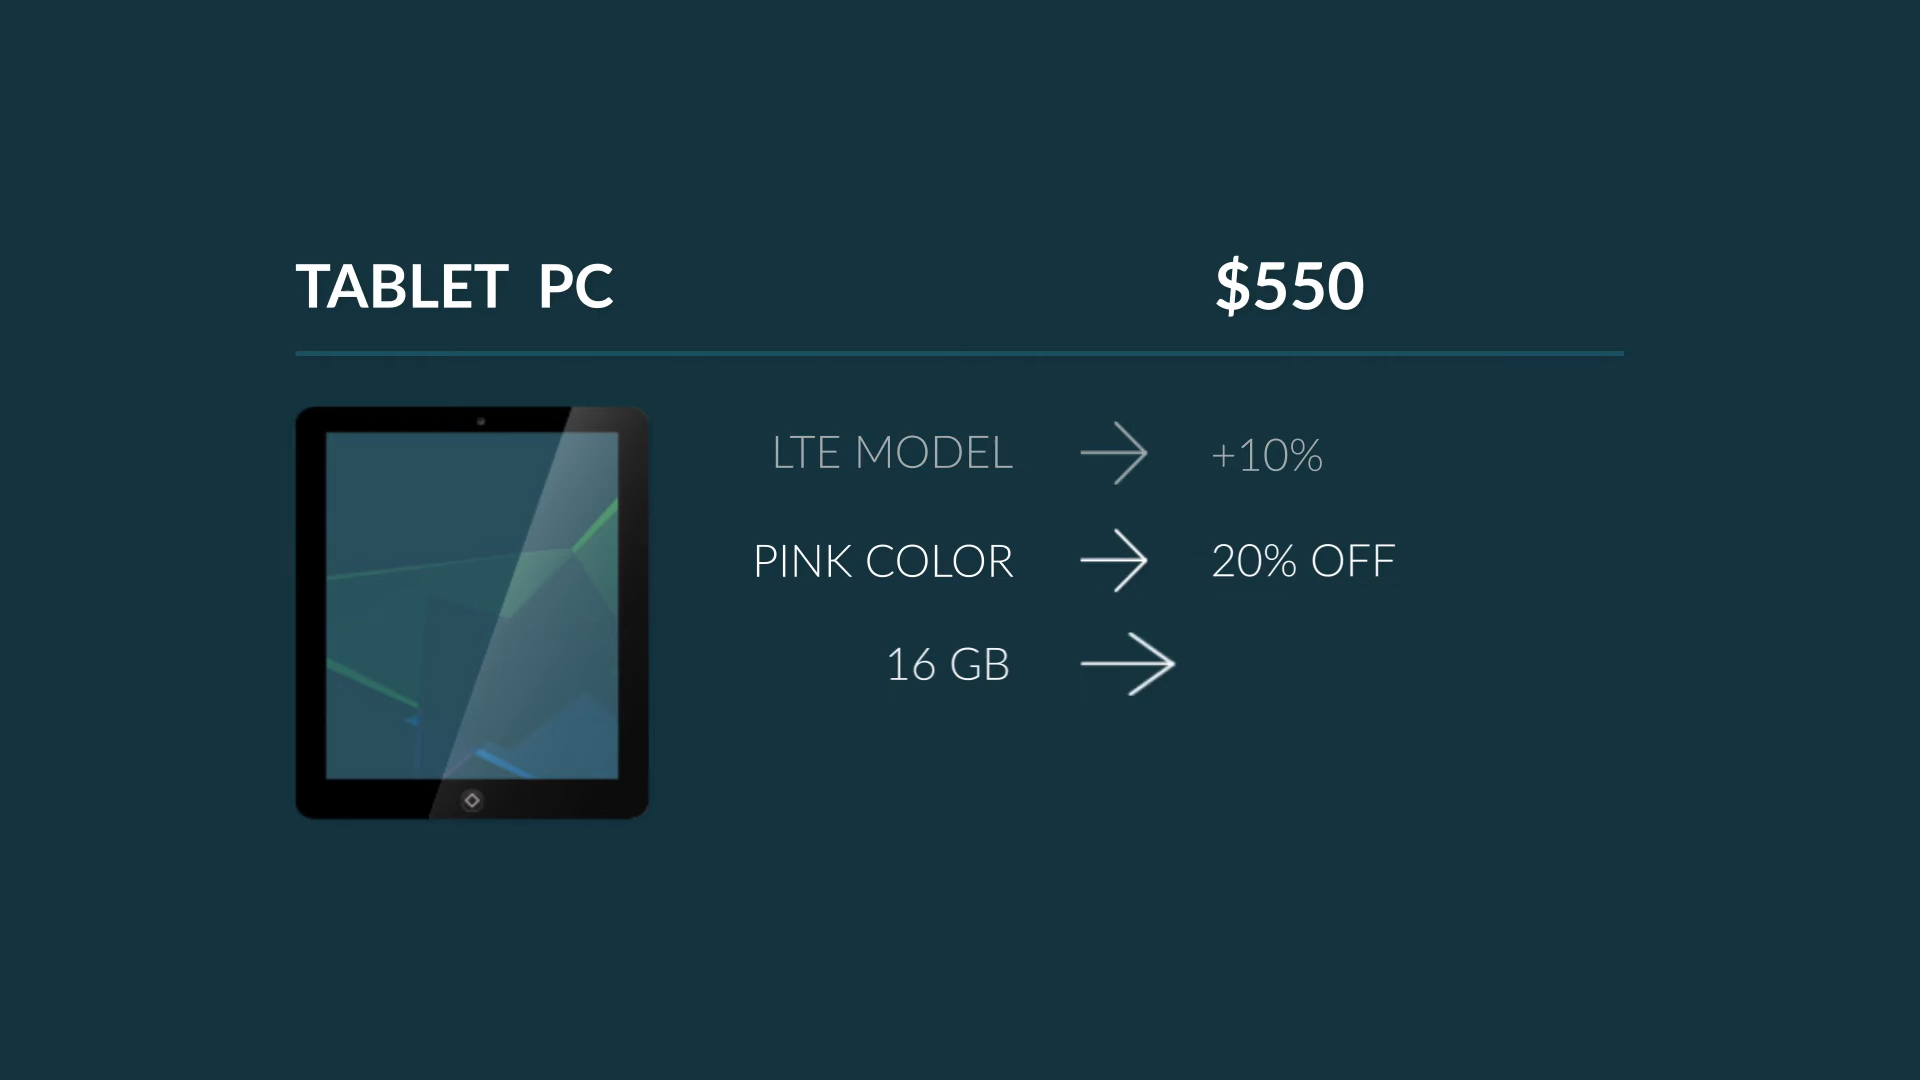 TABLET PC
$550
LTE MODEL → +10%
PINK COLOR → 20% OFF
16 GB →